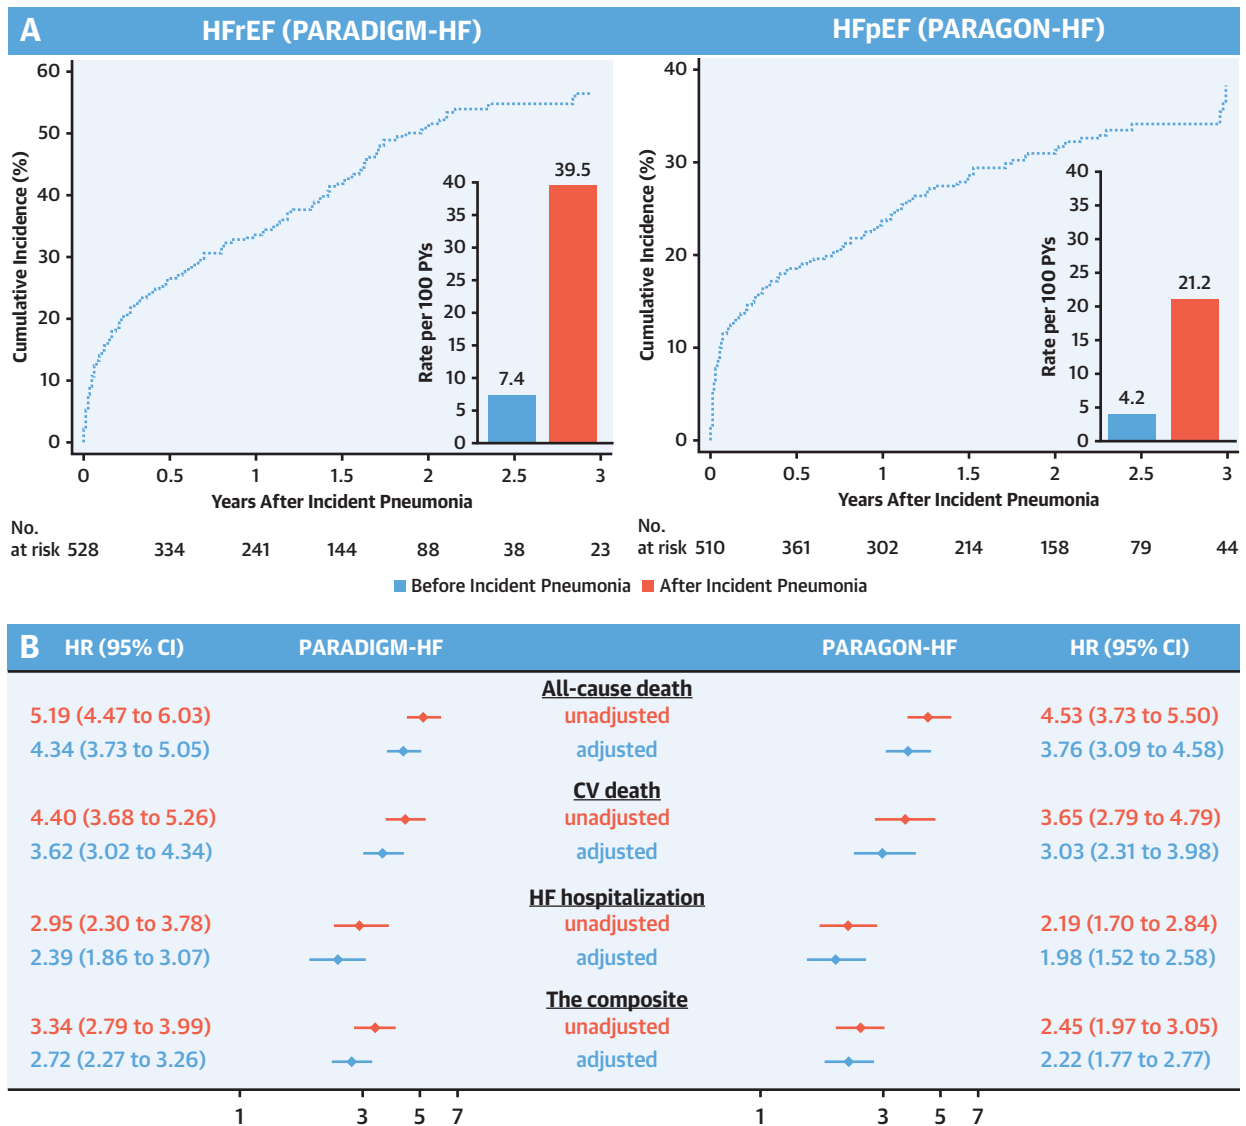 A
HFrEF (PARADIGM-HF)
HFpEF (PARAGON-HF)
Cumulative Incidence (%)
60
50
40
30
20
10
0
0 0.5 1 1.5 2 2.5 3
Years After Incident Pneumonia
Rate per 100 PYs
40
35
30
25
20
15
10
5
0
7.4
39.5
No.
at risk 528 334 241 144 88 38 23
Cumulative Incidence (%)
40
30
20
10
0
0 0.5 1 1.5 2 2.5 3
Years After Incident Pneumonia
Rate per 100 PYs
40
35
30
25
20
15
10
5
0
4.2
21.2
No.
at risk 510 361 302 214 158 79 44
Before Incident Pneumonia After Incident Pneumonia
B HR (95% CI) PARADIGM-HF PARAGON-HF HR (95% CI)
All-cause death
5.19 (4.47 to 6.03) unadjusted 4.53 (3.73 to 5.50)
4.34 (3.73 to 5.05) adjusted 3.76 (3.09 to 4.58)
CV death
4.40 (3.68 to 5.26) unadjusted 3.65 (2.79 to 4.79)
3.62 (3.02 to 4.34) adjusted 3.03 (2.31 to 3.98)
HF hospitalization
2.95 (2.30 to 3.78) unadjusted 2.19 (1.70 to 2.84)
2.39 (1.86 to 3.07) adjusted 1.98 (1.52 to 2.58)
The composite
3.34 (2.79 to 3.99) unadjusted 2.45 (1.97 to 3.05)
2.72 (2.27 to 3.26) adjusted 2.22 (1.77 to 2.77)
1 3 5 7 1 3 5 7